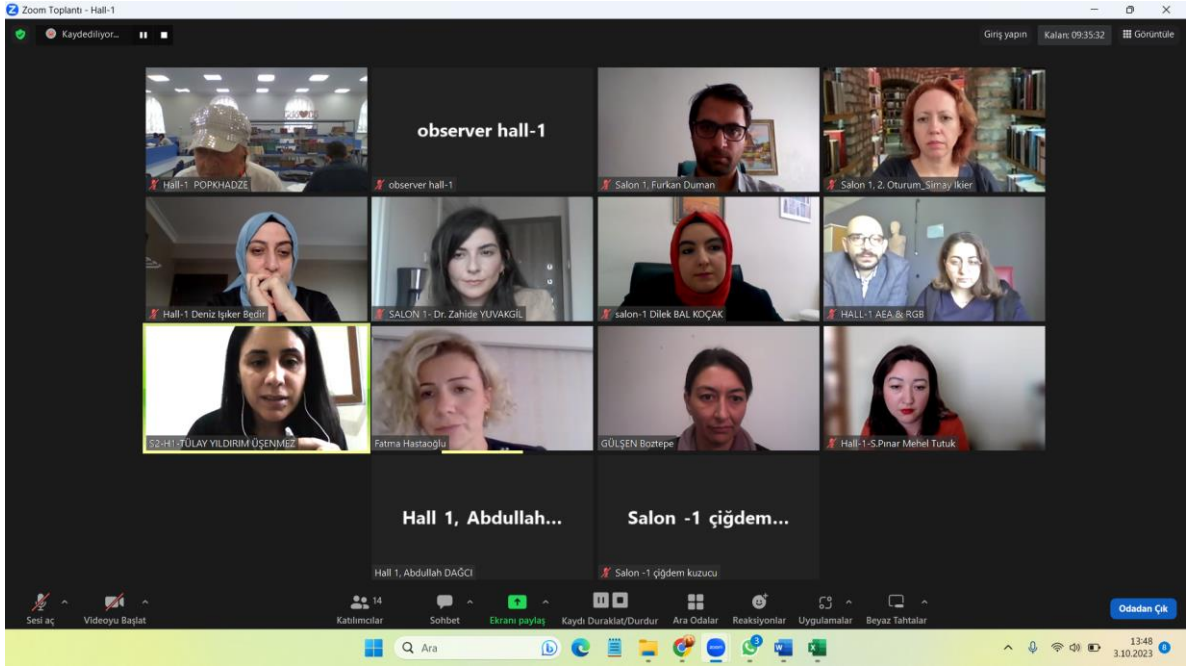 Zoom Toplantı - Hall-1
Kaydediliyor...
Giriş yapın
Kalan: 09:35:32
Görüntüle
Hall-1 POPKHADZE
observer hall-1
observer hall-1
Salon 1, Furkan Duman
Salon 1, 2. Oturum_Simay Ikier
Hall-1 Deniz Işıker Bedir
SALON 1- Dr. Zahide YUVAKGİL
salon-1 Dilek BAL KOÇAK
HALL-1 AEA & RGB
S2-H1-TÜLAY YILDIRIM ÜŞENMEZ
Fatma Hastaoğlu
GÜLŞEN Boztepe
Hall-1-S.Pınar Mehel Tutuk
Hall 1, Abdullah...
Hall 1, Abdullah DAĞCI
Salon -1 çiğdem...
Salon -1 çiğdem kuzucu
Sesi aç
Videoyu Başlat
14
Katılımcılar
Sohbet
Ekranı paylaş
Kaydı Duraklat/Durdur
Ara Odalar
Reaksiyonlar
Uygulamalar
Beyaz Tahtalar
Odadan Çık
Ara
zoom
3
13:48
3.10.2023
8